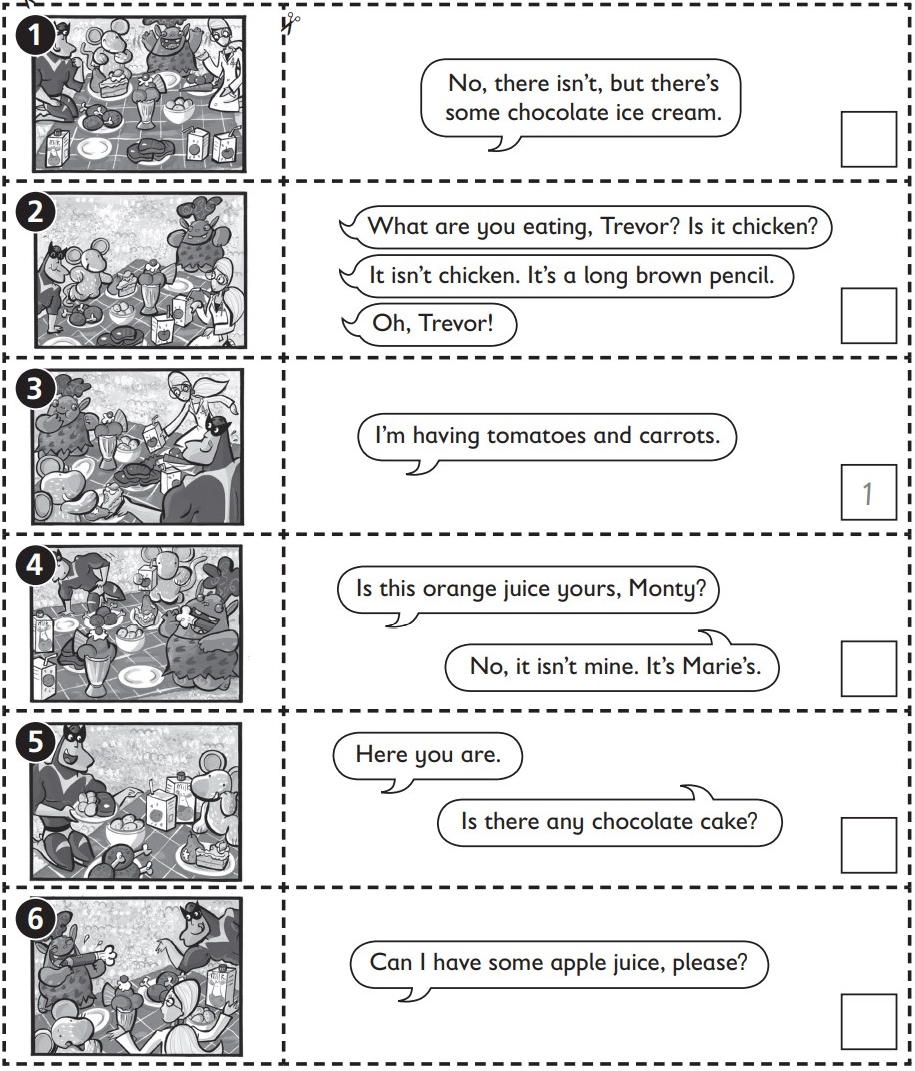 1
No, there isn't, but there's
some chocolate ice cream.
2
What are you eating, Trevor? Is it chicken?
It isn't chicken. It's a long brown pencil.
Oh, Trevor!
3
I'm having tomatoes and carrots.
1
4
Is this orange juice yours, Monty?
No, it isn't mine. It's Marie's.
5
Here you are.
Is there any chocolate cake?
6
Can I have some apple juice, please?